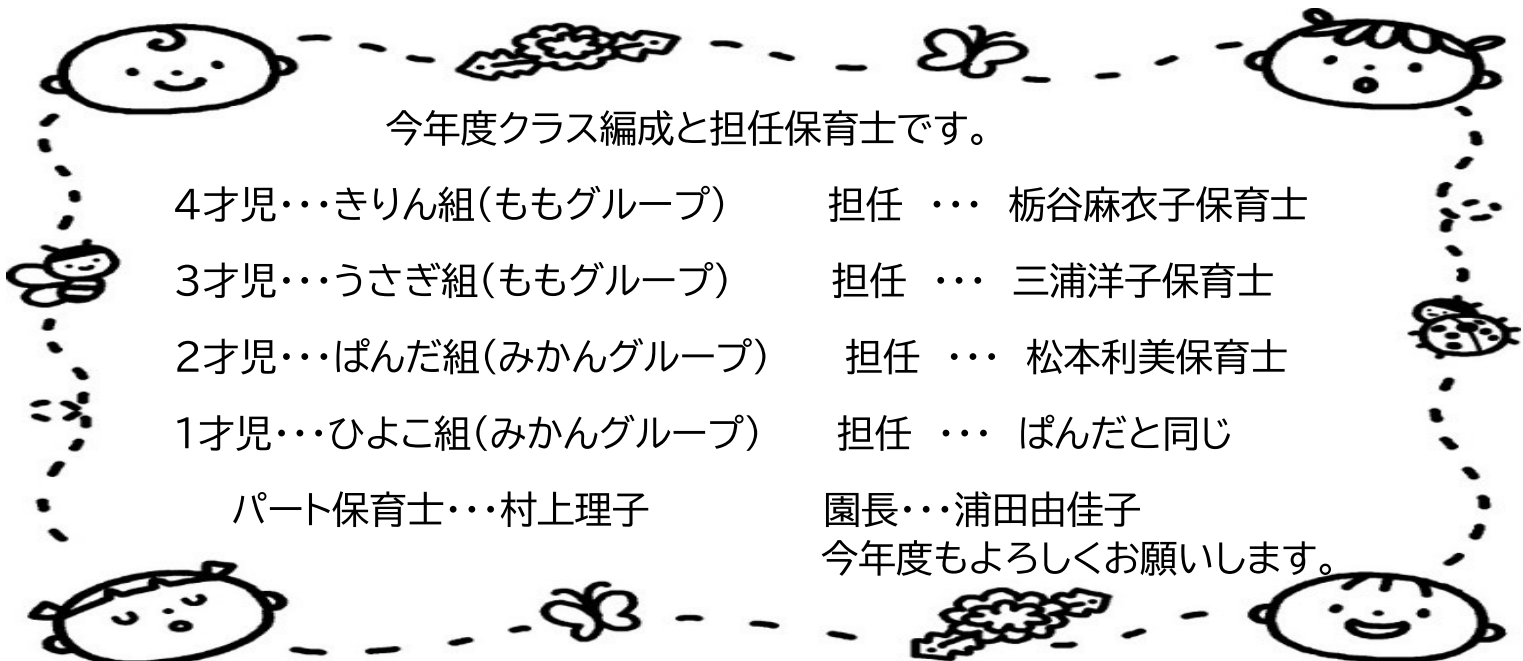 今年度クラス編成と担任保育士です。
4才児・・・きりん組(ももグループ) 担任 ・・・ 栃谷麻衣子保育士
3才児・・・うさぎ組(ももグループ) 担任 ・・・ 三浦洋子保育士
2才児・・・ぱんだ組(みかんグループ) 担任 ・・・ 松本利美保育士
1才児・・・ひよこ組(みかんグループ) 担任 ・・・ ぱんだと同じ
パート保育士・・・村上理子 園長・・・浦田由佳子
今年度もよろしくお願いします。